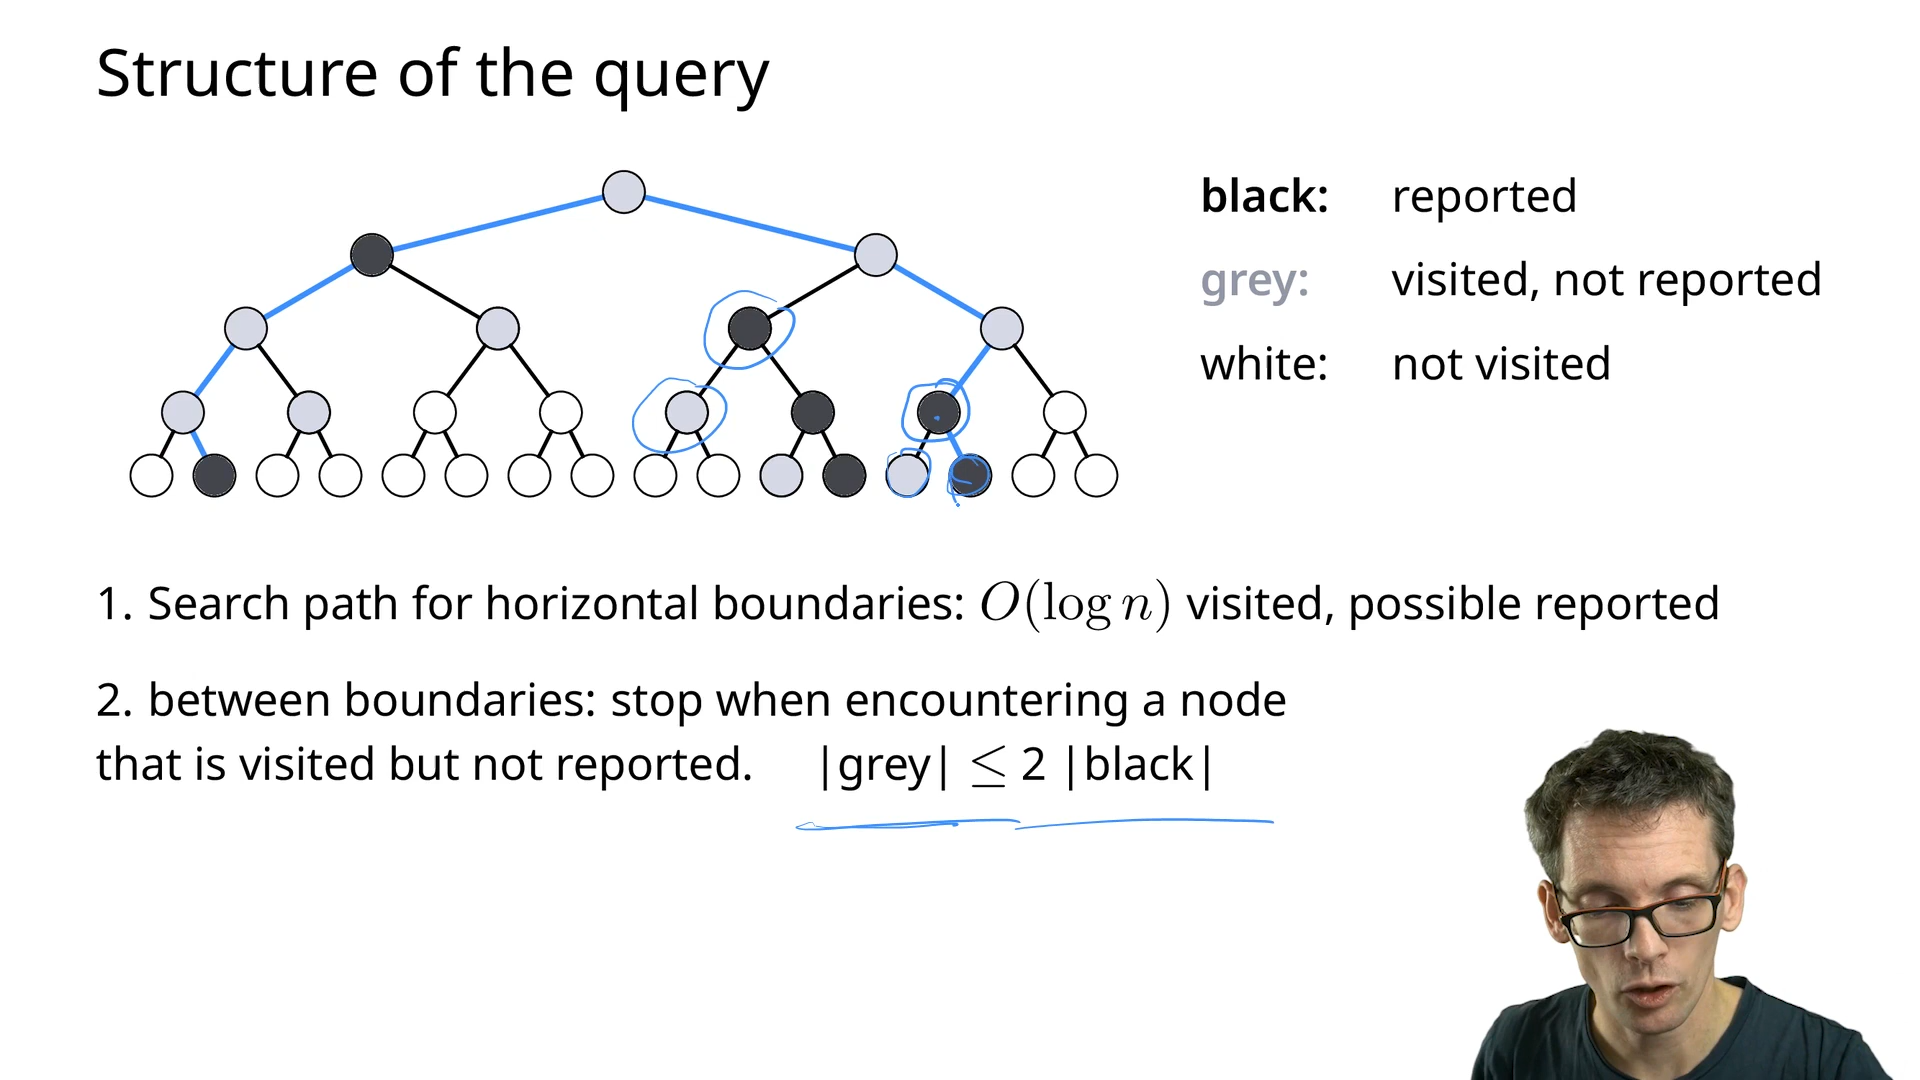 Structure of the query
black: reported
grey: visited, not reported
white: not visited
1. Search path for horizontal boundaries: O(log n) visited, possible reported
2. between boundaries: stop when encountering a node
that is visited but not reported. |grey| ≤ 2 |black|